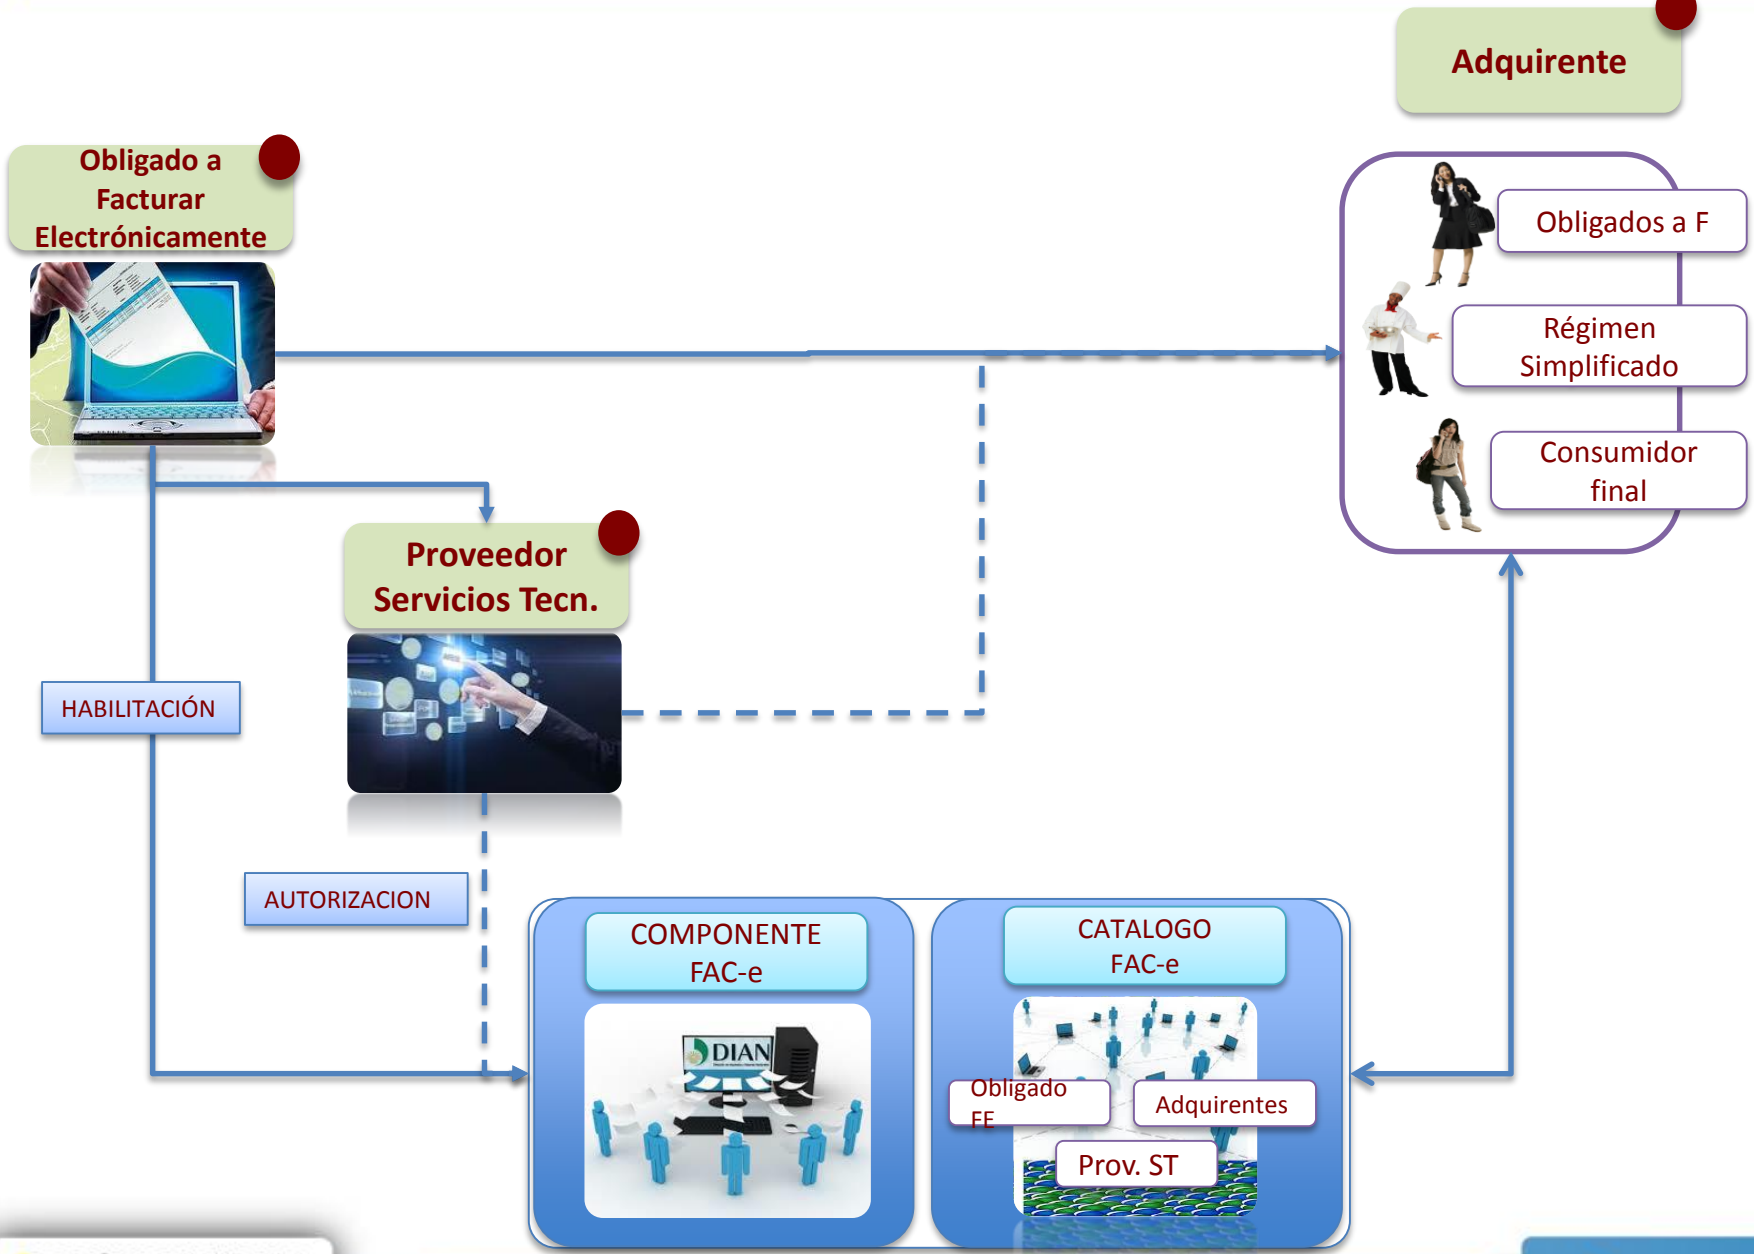 Adquirente
Obligado a
Facturar
Electrónicamente
Obligados a F
Régimen
Simplificado
Consumidor
final
Proveedor
Servicios Tecn.
HABILITACIÓN
AUTORIZACION
COMPONENTE
FAC-e
CATALOGO
FAC-e
DIAN
Obligado
FE
Adquirentes
Prov. ST